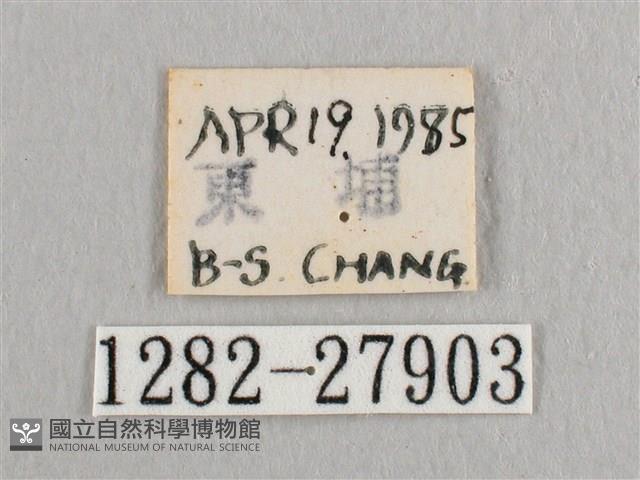 APR 19, 1985
東埔
B-S. CHANG
1282-27903
國立自然科學博物館
NATIONAL MUSEUM OF NATURAL SCIENCE